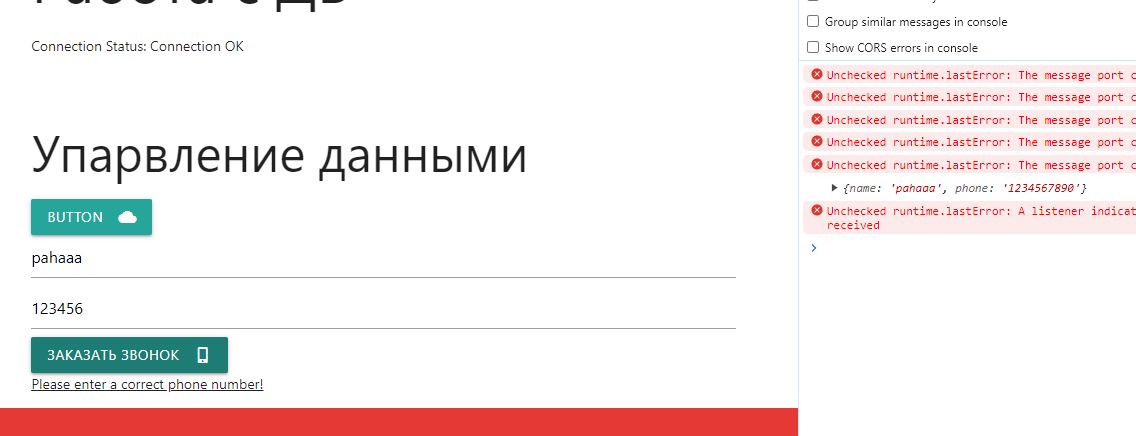 Работа с ДБ
Connection Status: Connection OK
Упарвление данными
BUTTON
pahaaa
123456
ЗАКАЗАТЬ ЗВОНОК
Please enter a correct phone number!
Group similar messages in console
Show CORS errors in console
Unchecked runtime.lastError: The message port
Unchecked runtime.lastError: The message port
Unchecked runtime.lastError: The message port
Unchecked runtime.lastError: The message port
Unchecked runtime.lastError: The message port
{name: 'pahaaa', phone: '1234567890'}
Unchecked runtime.lastError: A listener indicat
received